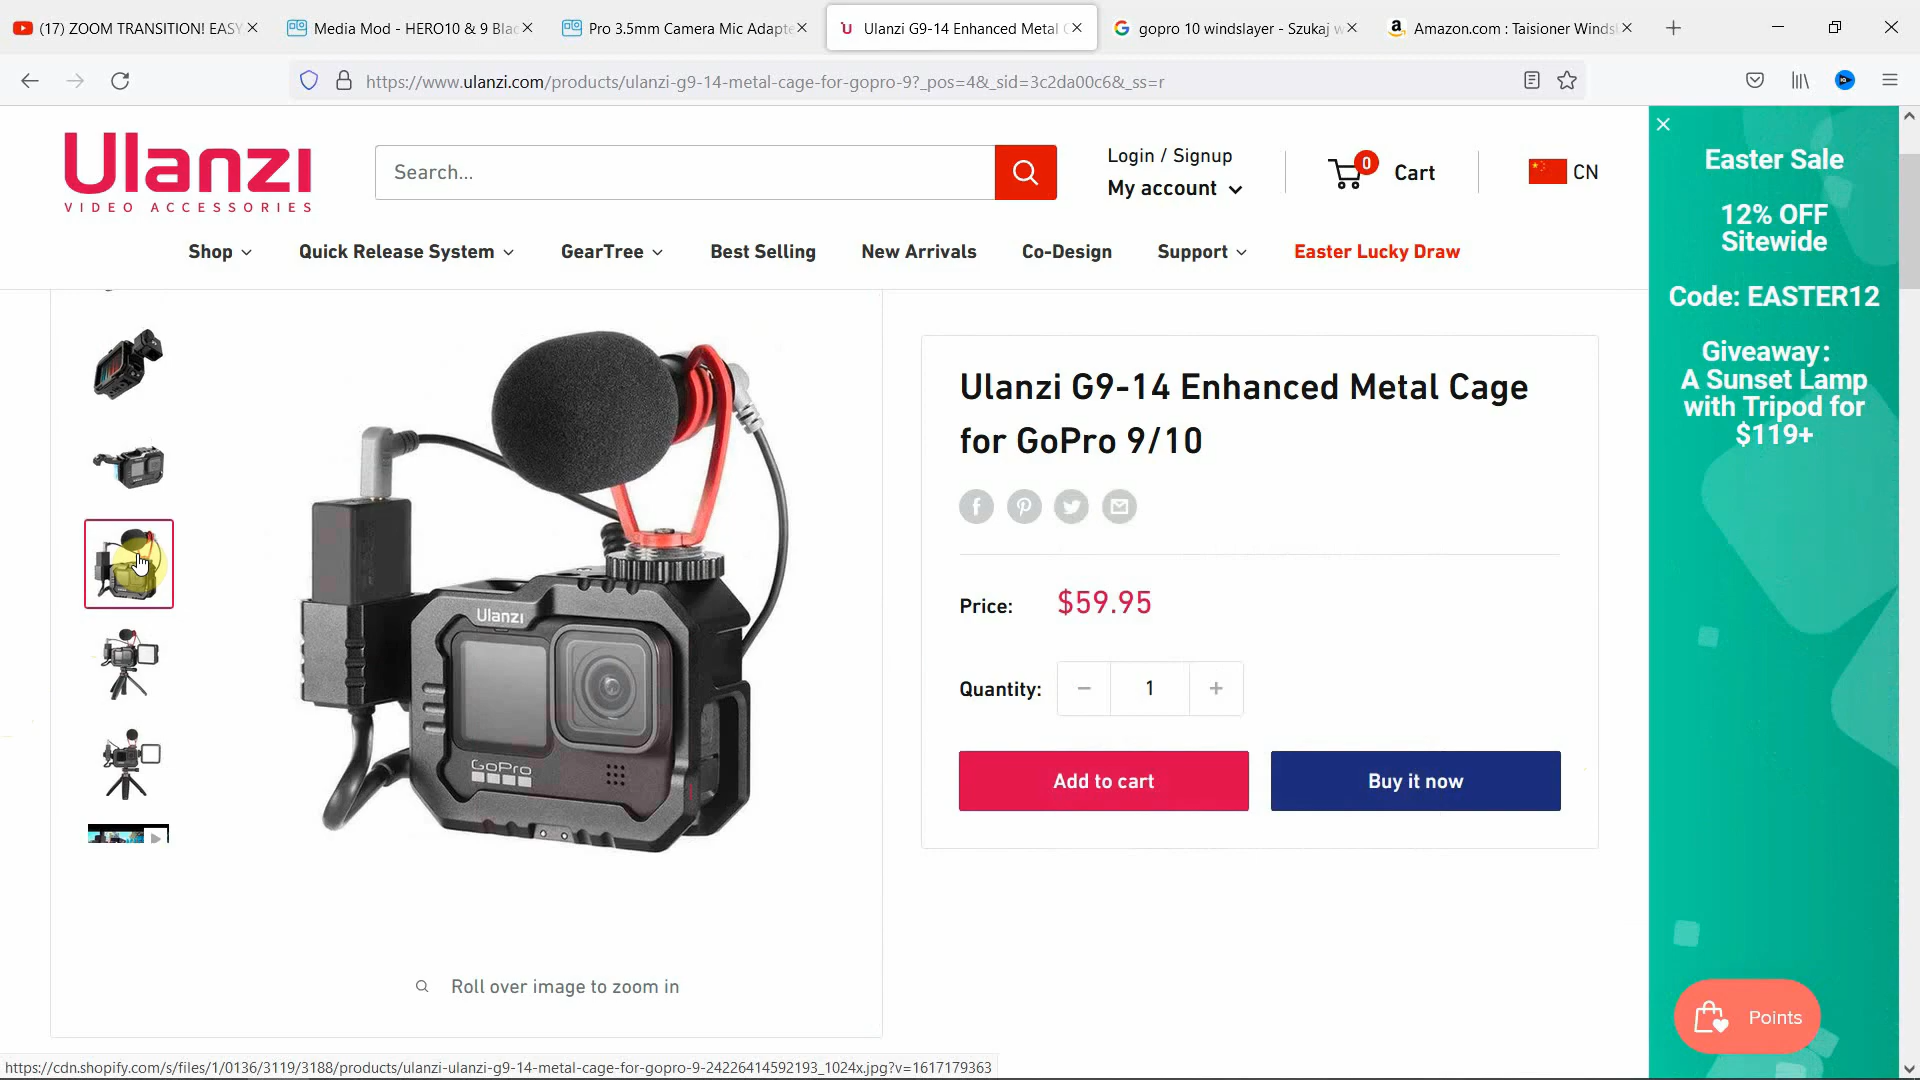 (17) ZOOM TRANSITION! EASY
Media Mod - HERO10 & 9 Blac
Pro 3.5mm Camera Mic Adapte
Ulanzi G9-14 Enhanced Metal C
gopro 10 windslayer - Szukaj w
Amazon.com : Taisioner Winds
https://www.ulanzi.com/products/ulanzi-g9-14-metal-cage-for-gopro-9?_pos=4&_sid=3c2da00c6&_ss=r
Ulanzi
VIDEO ACCESSORIES
Search...
Login / Signup
My account
0
Cart
CN
Shop
Quick Release System
GearTree
Best Selling
New Arrivals
Co-Design
Support
Easter Lucky Draw
Easter Sale
12% OFF
Sitewide
Code: EASTER12
Giveaway:
A Sunset Lamp
with Tripod for
$119+
Ulanzi
GoPro
Ulanzi G9-14 Enhanced Metal Cage
for GoPro 9/10
Price:
$59.95
Quantity:
1
Add to cart
Buy it now
Roll over image to zoom in
Points
https://cdn.shopify.com/s/files/1/0136/3119/3188/products/ulanzi-ulanzi-g9-14-metal-cage-for-gopro-9-24226414592193_1024x.jpg?v=1617179363